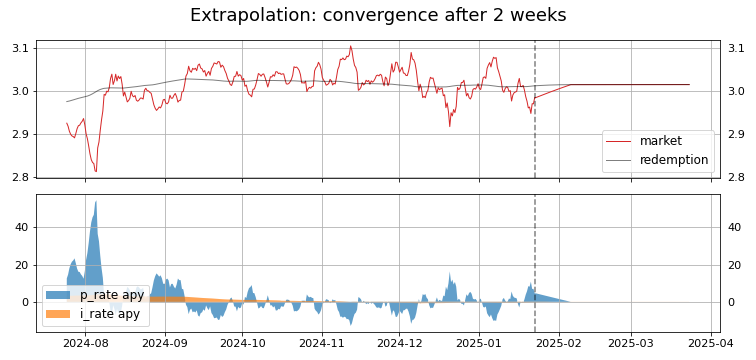 Extrapolation: convergence after 2 weeks
3.1 3.1
3.0 3.0
2.9 2.9
2.8 2.8
market
redemption
40 40
20 20
0 0
p_rate apy
i_rate apy
2024-08 2024-09 2024-10 2024-11 2024-12 2025-01 2025-02 2025-03 2025-04